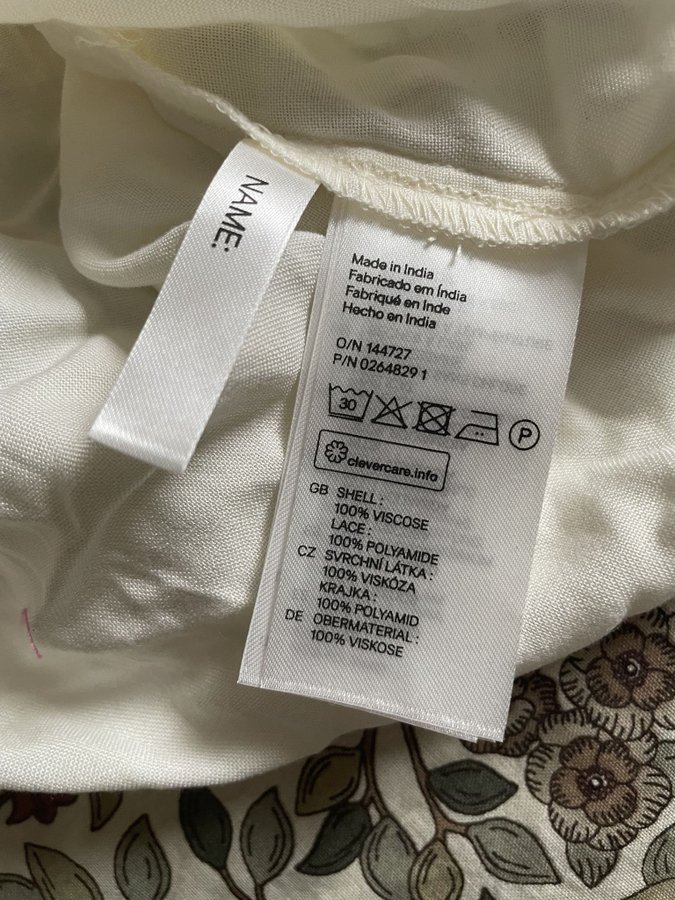 NAME:
Made in India
Fabricado em Índia
Fabriqué en Inde
Hecho en India
O/N 144727
P/N 0264829 1
30
P
clevercare.info
GB SHELL:
100% VISCOSE
LACE:
100% POLYAMIDE
CZ SVRCHNÍ LÁTKA:
100% VISKÓZA
KRAJKA:
100% POLYAMID
DE OBERMATERIAL:
100% VISKOSE